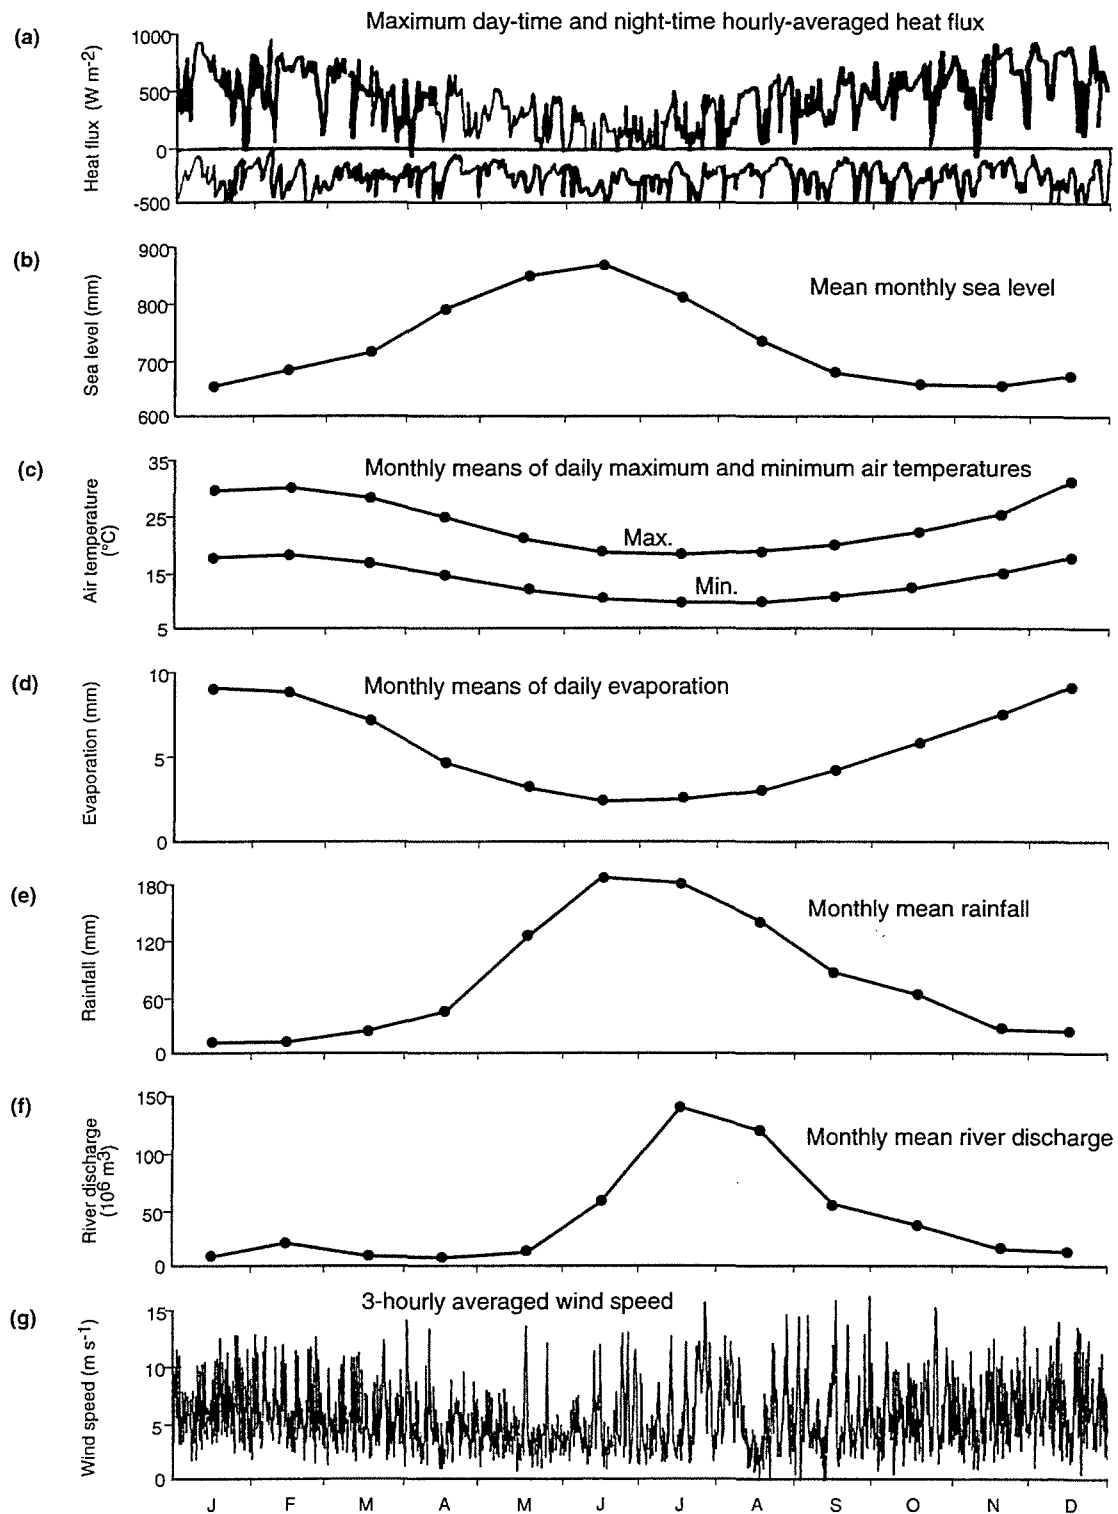 Maximum day-time and night-time hourly-averaged heat flux
(a)
Heat flux (W m-2)
1000
500
0
-500
(b)
Sea level (mm)
900
800
700
600
Mean monthly sea level
(c)
Air temperature
(°C)
35
25
15
5
Monthly means of daily maximum and minimum air temperatures
Max.
Min.
(d)
Evaporation (mm)
10
5
0
Monthly means of daily evaporation
(e)
Rainfall (mm)
180
120
60
0
Monthly mean rainfall
(f)
River discharge
(10⁶ m³)
150
100
50
0
Monthly mean river discharge
(g)
3-hourly averaged wind speed
Wind speed (m s-1)
15
10
5
0
J F M A M J J A S O N D